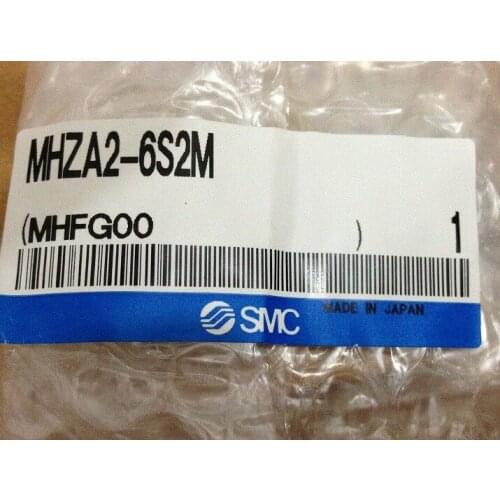 MHZA2-6S2M
(MHFG00 ) 1
MADE IN JAPAN
SMC